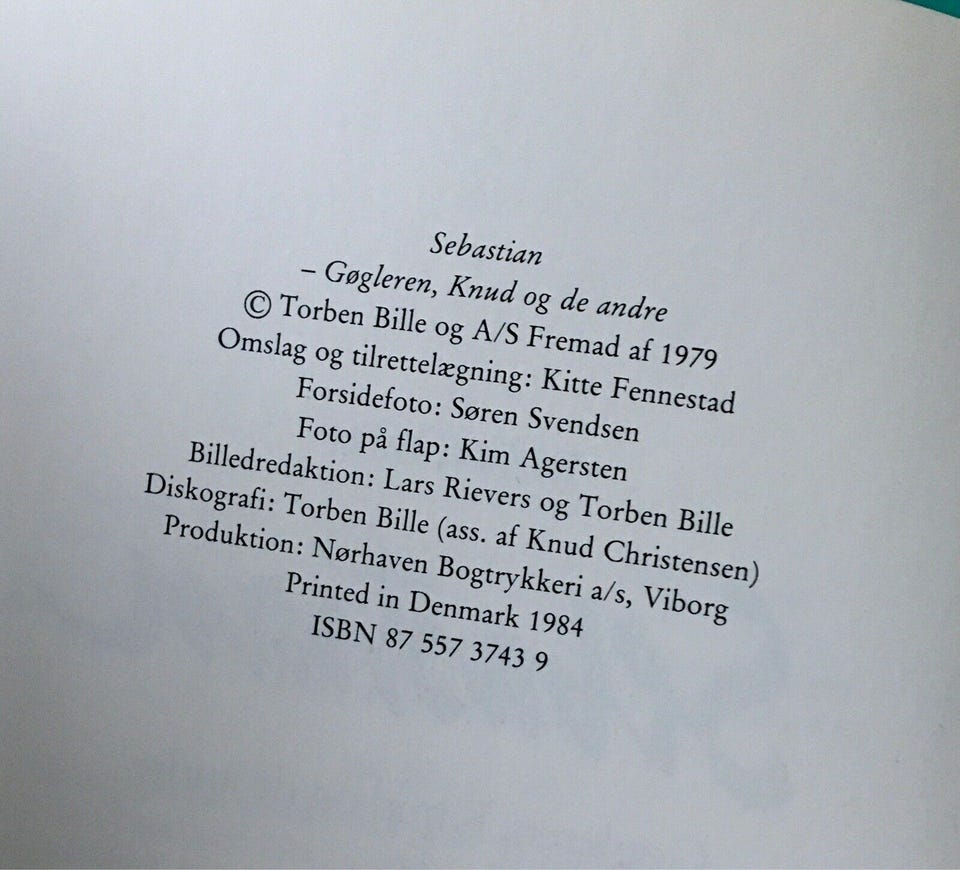 Sebastian
– Gøgleren, Knud og de andre
© Torben Bille og A/S Fremad af 1979
Omslag og tilrettelægning: Kitte Fennestad
Forsidefoto: Søren Svendsen
Foto på flap: Kim Agersten
Billedredaktion: Lars Rievers og Torben Bille
Diskografi: Torben Bille (ass. af Knud Christensen)
Produktion: Nørhaven Bogtrykkeri a/s, Viborg
Printed in Denmark 1984
ISBN 87 557 3743 9